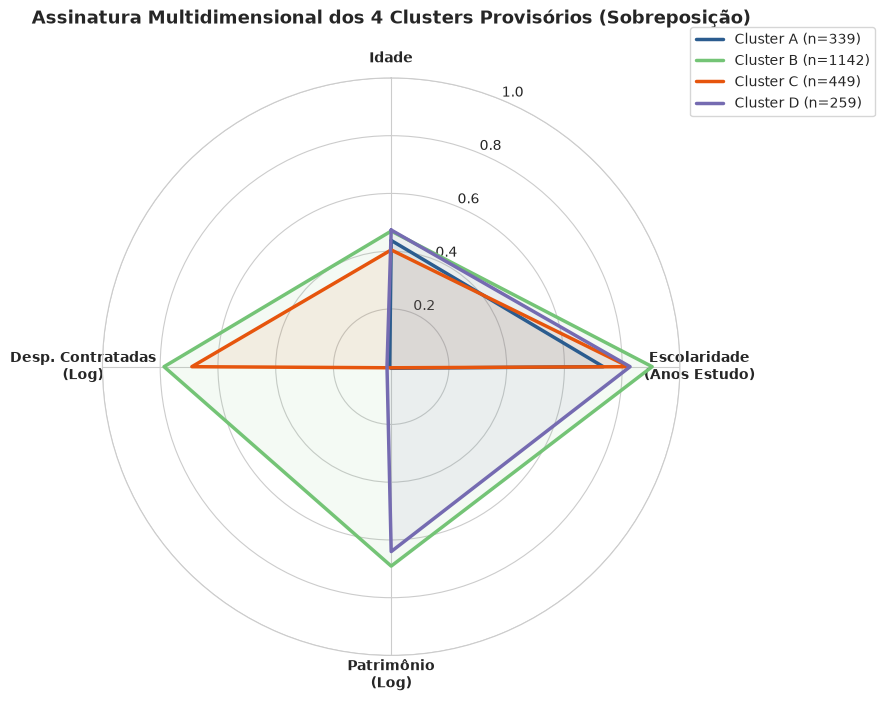 Assinatura Multidimensional dos 4 Clusters Provisórios (Sobreposição)
Cluster A (n=339)
Cluster B (n=1142)
Cluster C (n=449)
Cluster D (n=259)
Idade
1.0
0.8
0.6
0.4
0.2
Desp. Contratadas
(Log)
Escolaridade
(Anos Estudo)
Patrimônio
(Log)